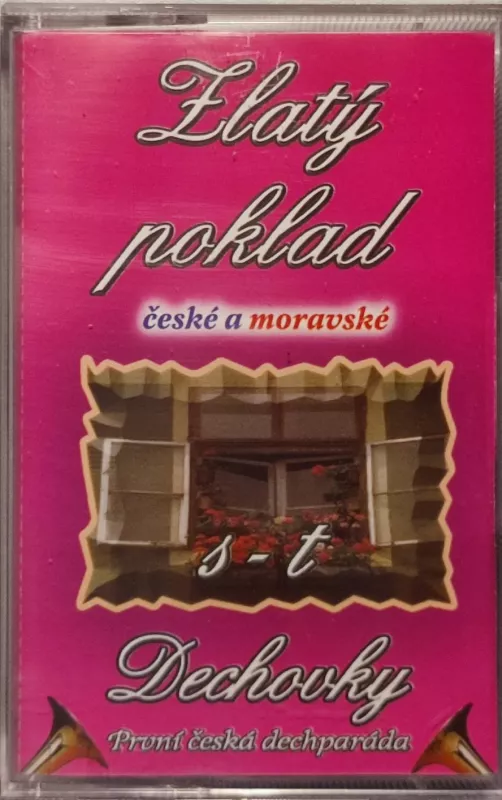 Zlatý
poklad
české a moravské
s - t
Dechovky
První česká dechparáda